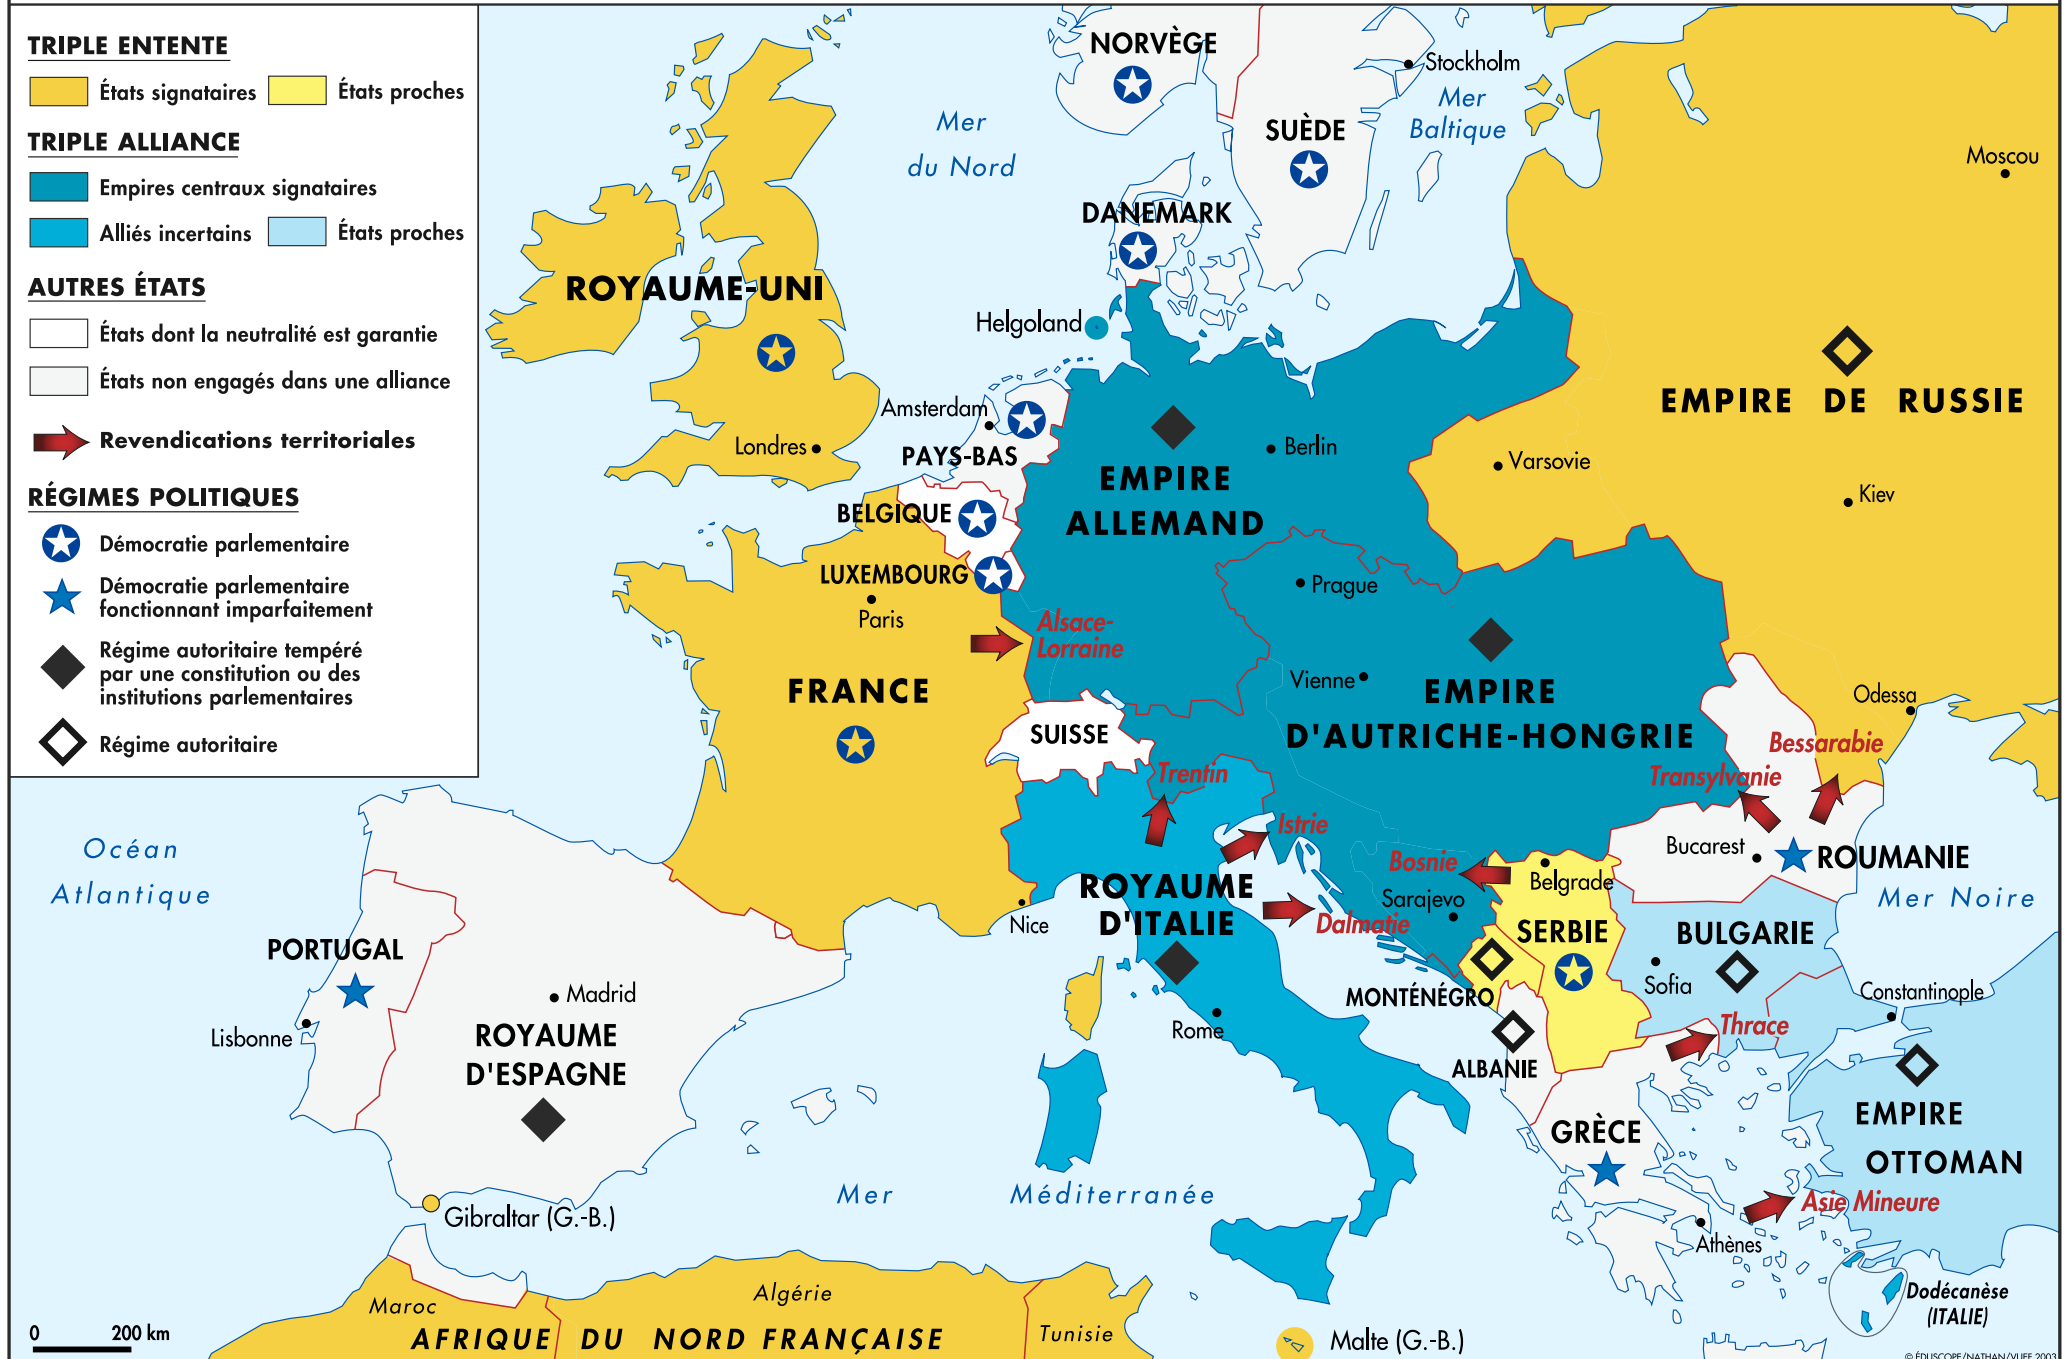 TRIPLE ENTENTE
États signataires
États proches
TRIPLE ALLIANCE
Empires centraux signataires
Alliés incertains
États proches
AUTRES ÉTATS
États dont la neutralité est garantie
États non engagés dans une alliance
Revendications territoriales
RÉGIMES POLITIQUES
Démocratie parlementaire
Démocratie parlementaire
fonctionnant imparfaitement
Régime autoritaire tempéré
par une constitution ou des
institutions parlementaires
Régime autoritaire
NORVÈGE
Stockholm
Mer
Baltique
SUÈDE
Mer
du Nord
Moscou
DANEMARK
ROYAUME-UNI
Helgoland
EMPIRE DE RUSSIE
Amsterdam
PAYS-BAS
Londres
Berlin
EMPIRE
ALLEMAND
Varsovie
Kiev
BELGIQUE
LUXEMBOURG
Paris
Prague
Alsace-
Lorraine
FRANCE
Vienne
EMPIRE
D'AUTRICHE-HONGRIE
Odessa
SUISSE
Bessarabie
Transylvanie
Trentin
Istrie
Océan
Atlantique
Bosnie
Belgrade
Bucarest
ROUMANIE
Mer Noire
ROYAUME
D'ITALIE
Nice
Sarajevo
Dalmatie
SERBIE
BULGARIE
Sofia
PORTUGAL
Madrid
Lisbonne
ROYAUME
D'ESPAGNE
MONTÉNÉGRO
Constantinople
Rome
Thrace
ALBANIE
EMPIRE
OTTOMAN
GRÈCE
Mer Méditerranée
Asie Mineure
Gibraltar (G.-B.)
Athènes
Dodécanèse
(ITALIE)
Maroc
Algérie
Tunisie
AFRIQUE DU NORD FRANÇAISE
Malte (G.-B.)
0 200 km
© ÉDUSCOPE/NATHAN/VUEF 2003